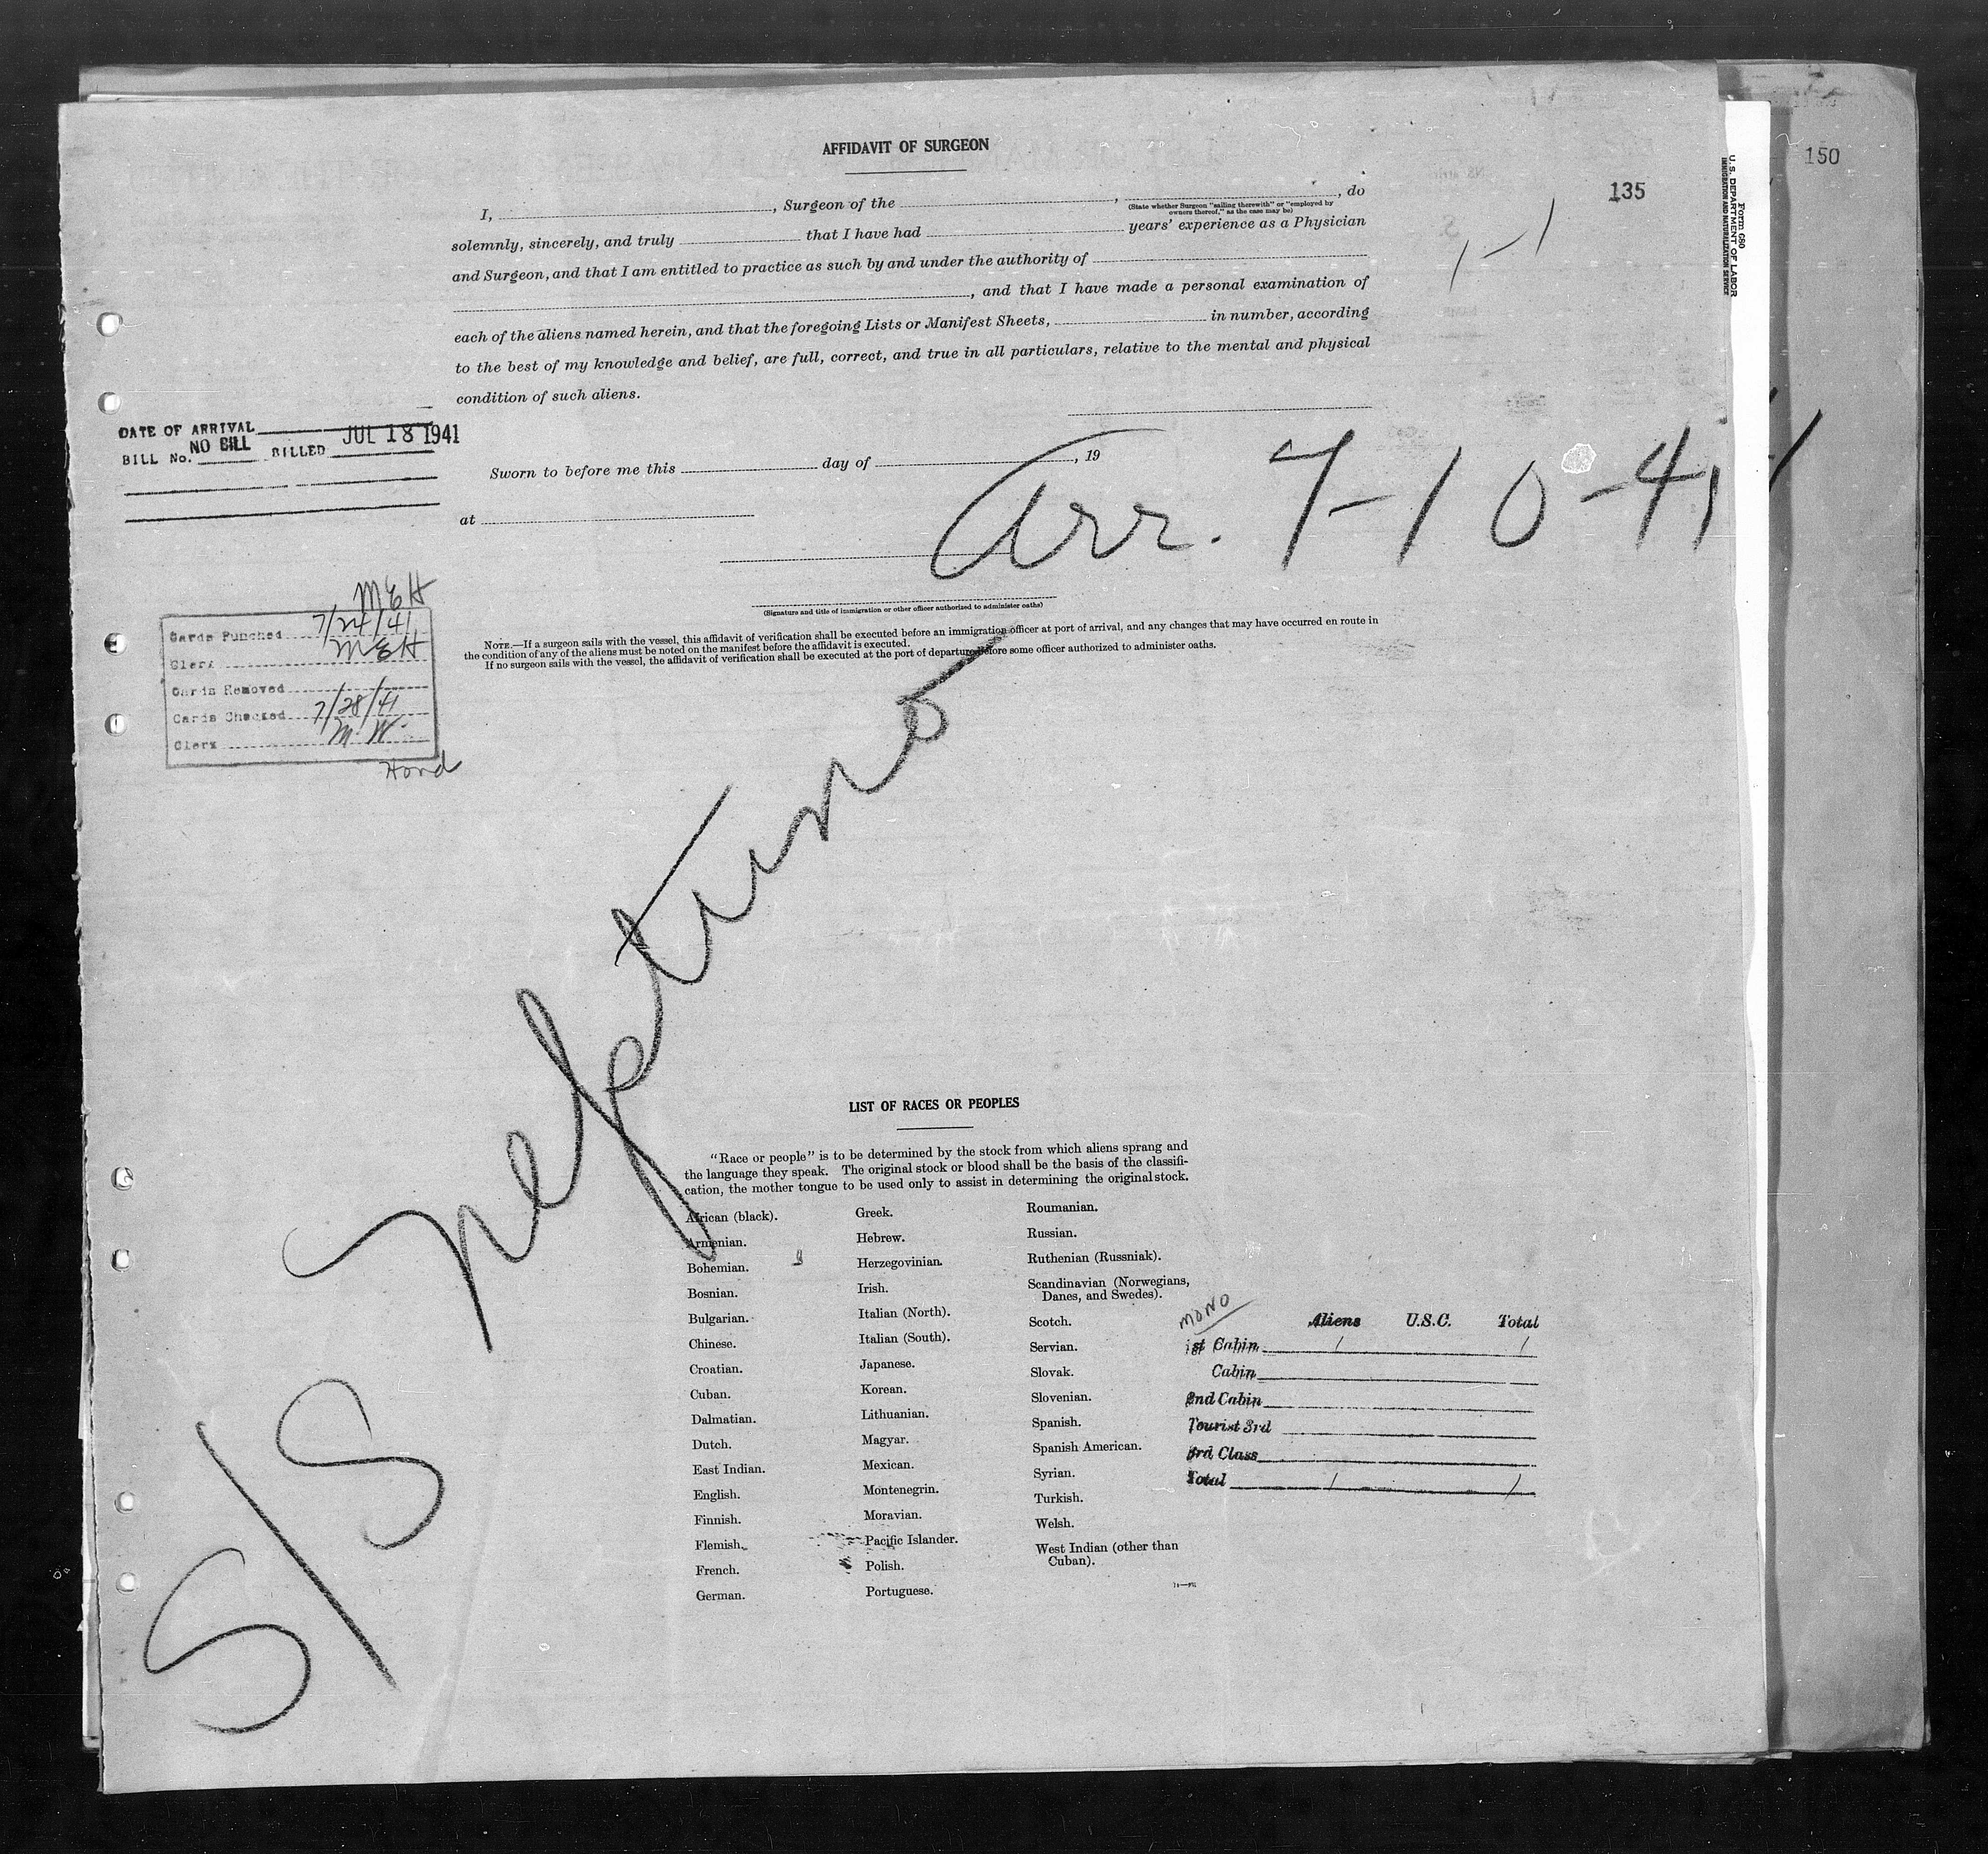 AFFIDAVIT OF SURGEON
I, , Surgeon of the , , do
(State whether Surgeon "sailing therewith" or "employed by
owners thereof," as the case may be)
solemnly, sincerely, and truly that I have had years' experience as a Physician
and Surgeon, and that I am entitled to practice as such by and under the authority of
, and that I have made a personal examination of
each of the aliens named herein, and that the foregoing Lists or Manifest Sheets, in number, according
to the best of my knowledge and belief, are full, correct, and true in all particulars, relative to the mental and physical
condition of such aliens.
135
150
1-1
Form 680
U. S. DEPARTMENT OF LABOR
IMMIGRATION AND NATURALIZATION SERVICE
DATE OF ARRIVAL
BILL No. NO BILL BILLED JUL 18 1941
Sworn to before me this day of , 19
at
Arr. 7-10-41
(Signature and title of immigration or other officer authorized to administer oaths)
NOTE.—If a surgeon sails with the vessel, this affidavit of verification shall be executed before an immigration officer at port of arrival, and any changes that may have occurred en route in
the condition of any of the aliens must be noted on the manifest before the affidavit is executed.
If no surgeon sails with the vessel, the affidavit of verification shall be executed at the port of departure before some officer authorized to administer oaths.
MEH
Cards Punched 7/24/41
Clerk MEH
Cards Removed
Cards Checked 7/28/41
Clerk M. W.
Hond
S/S Neptuno
LIST OF RACES OR PEOPLES
"Race or people" is to be determined by the stock from which aliens sprang and
the language they speak. The original stock or blood shall be the basis of the classifi-
cation, the mother tongue to be used only to assist in determining the original stock.
African (black).
Armenian.
Bohemian.
Bosnian.
Bulgarian.
Chinese.
Croatian.
Cuban.
Dalmatian.
Dutch.
East Indian.
English.
Finnish.
Flemish.
French.
German.
Greek.
Hebrew.
Herzegovinian.
Irish.
Italian (North).
Italian (South).
Japanese.
Korean.
Lithuanian.
Magyar.
Mexican.
Montenegrin.
Moravian.
Pacific Islander.
Polish.
Portuguese.
Roumanian.
Russian.
Ruthenian (Russniak).
Scandinavian (Norwegians,
Danes, and Swedes).
Scotch.
Servian.
Slovak.
Slovenian.
Spanish.
Spanish American.
Syrian.
Turkish.
Welsh.
West Indian (other than
Cuban).
MONO
Aliens U.S.C. Total
1st Cabin 1 1
Cabin
2nd Cabin
Tourist 3rd
3rd Class
Total 1 1